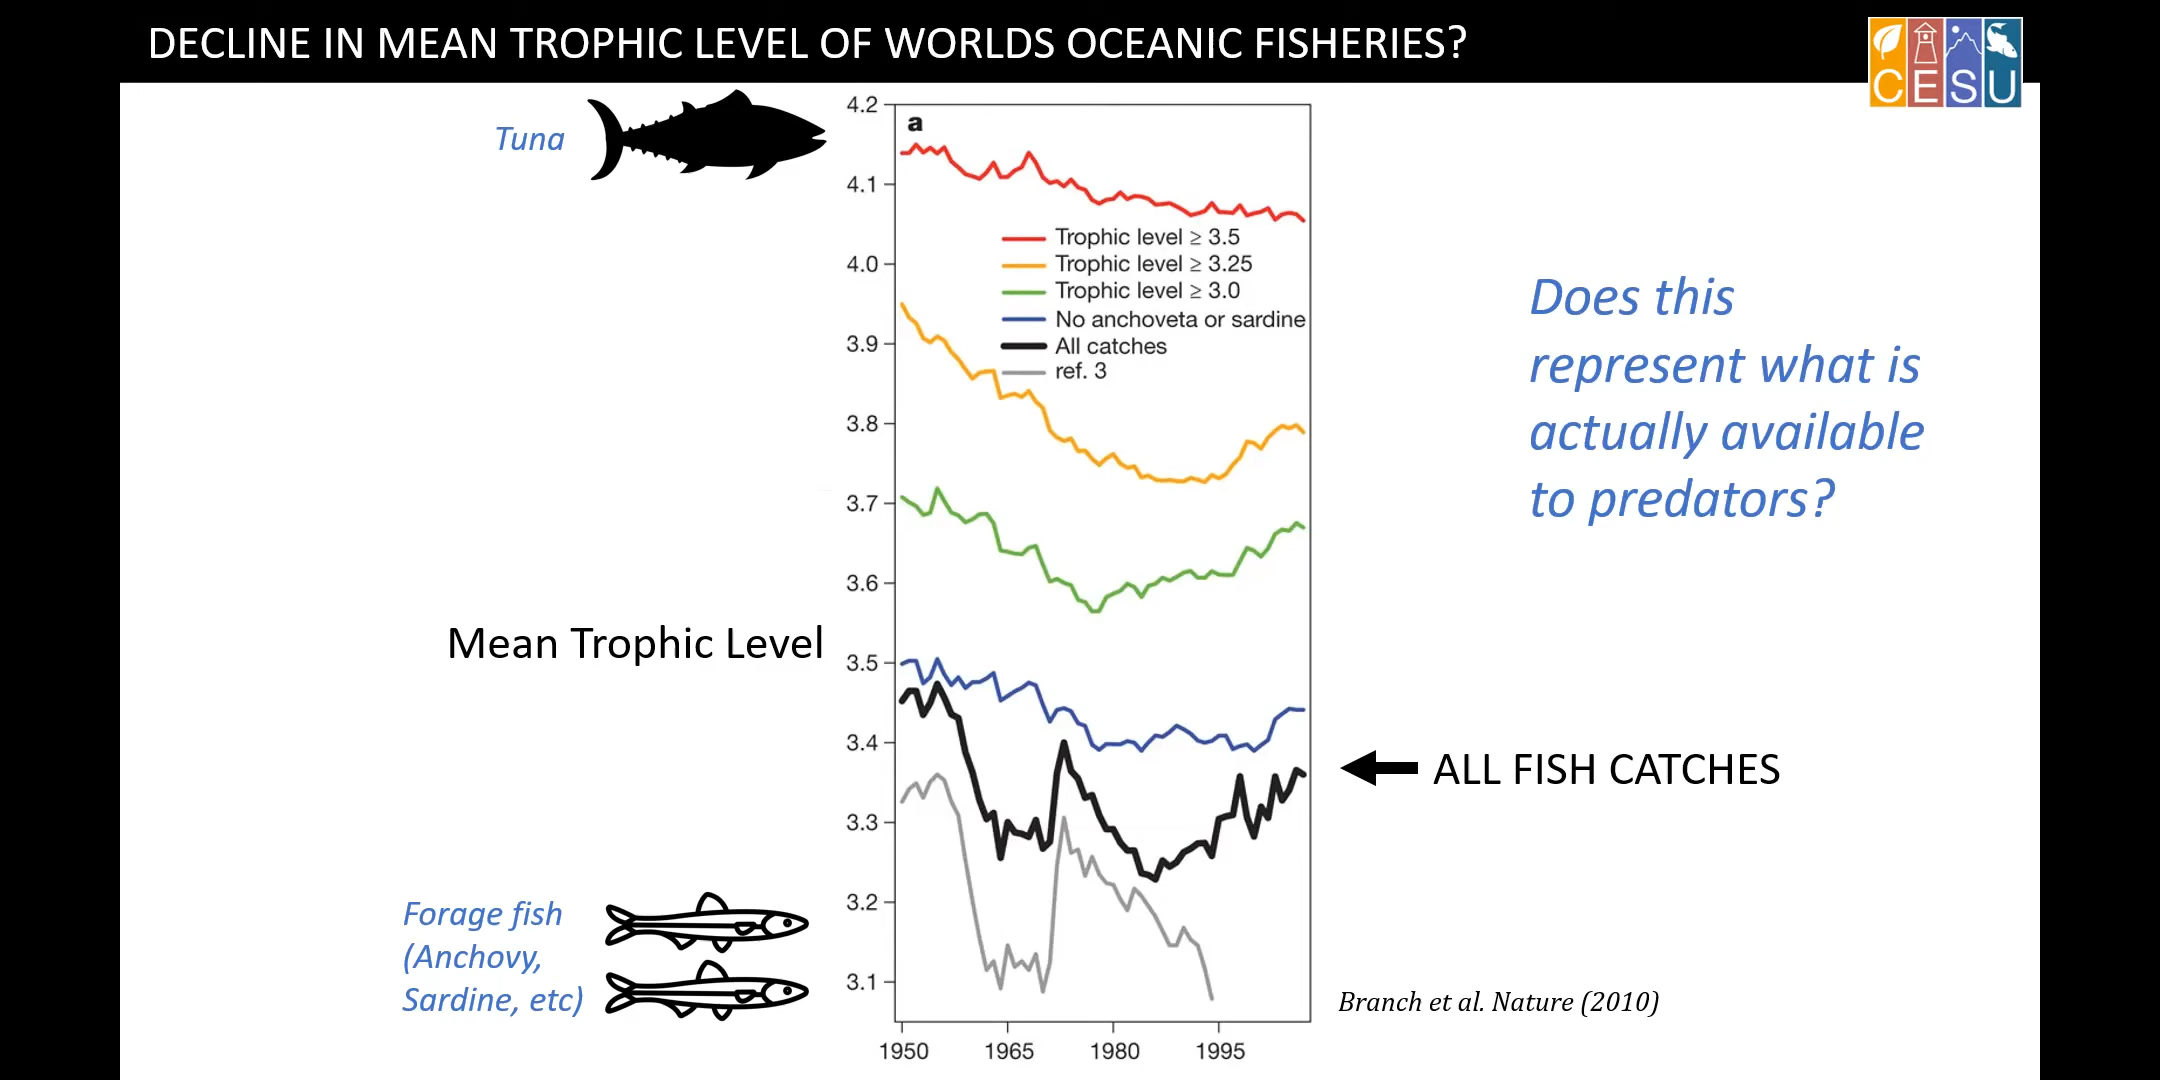 DECLINE IN MEAN TROPHIC LEVEL OF WORLDS OCEANIC FISHERIES?
CESU
Tuna
a
4.2
4.1
4.0
3.9
3.8
3.7
3.6
3.5
3.4
3.3
3.2
3.1
Trophic level ≥ 3.5
Trophic level ≥ 3.25
Trophic level ≥ 3.0
No anchoveta or sardine
All catches
ref. 3
Does this
represent what is
actually available
to predators?
Mean Trophic Level
ALL FISH CATCHES
Forage fish
(Anchovy,
Sardine, etc)
Branch et al. Nature (2010)
1950 1965 1980 1995